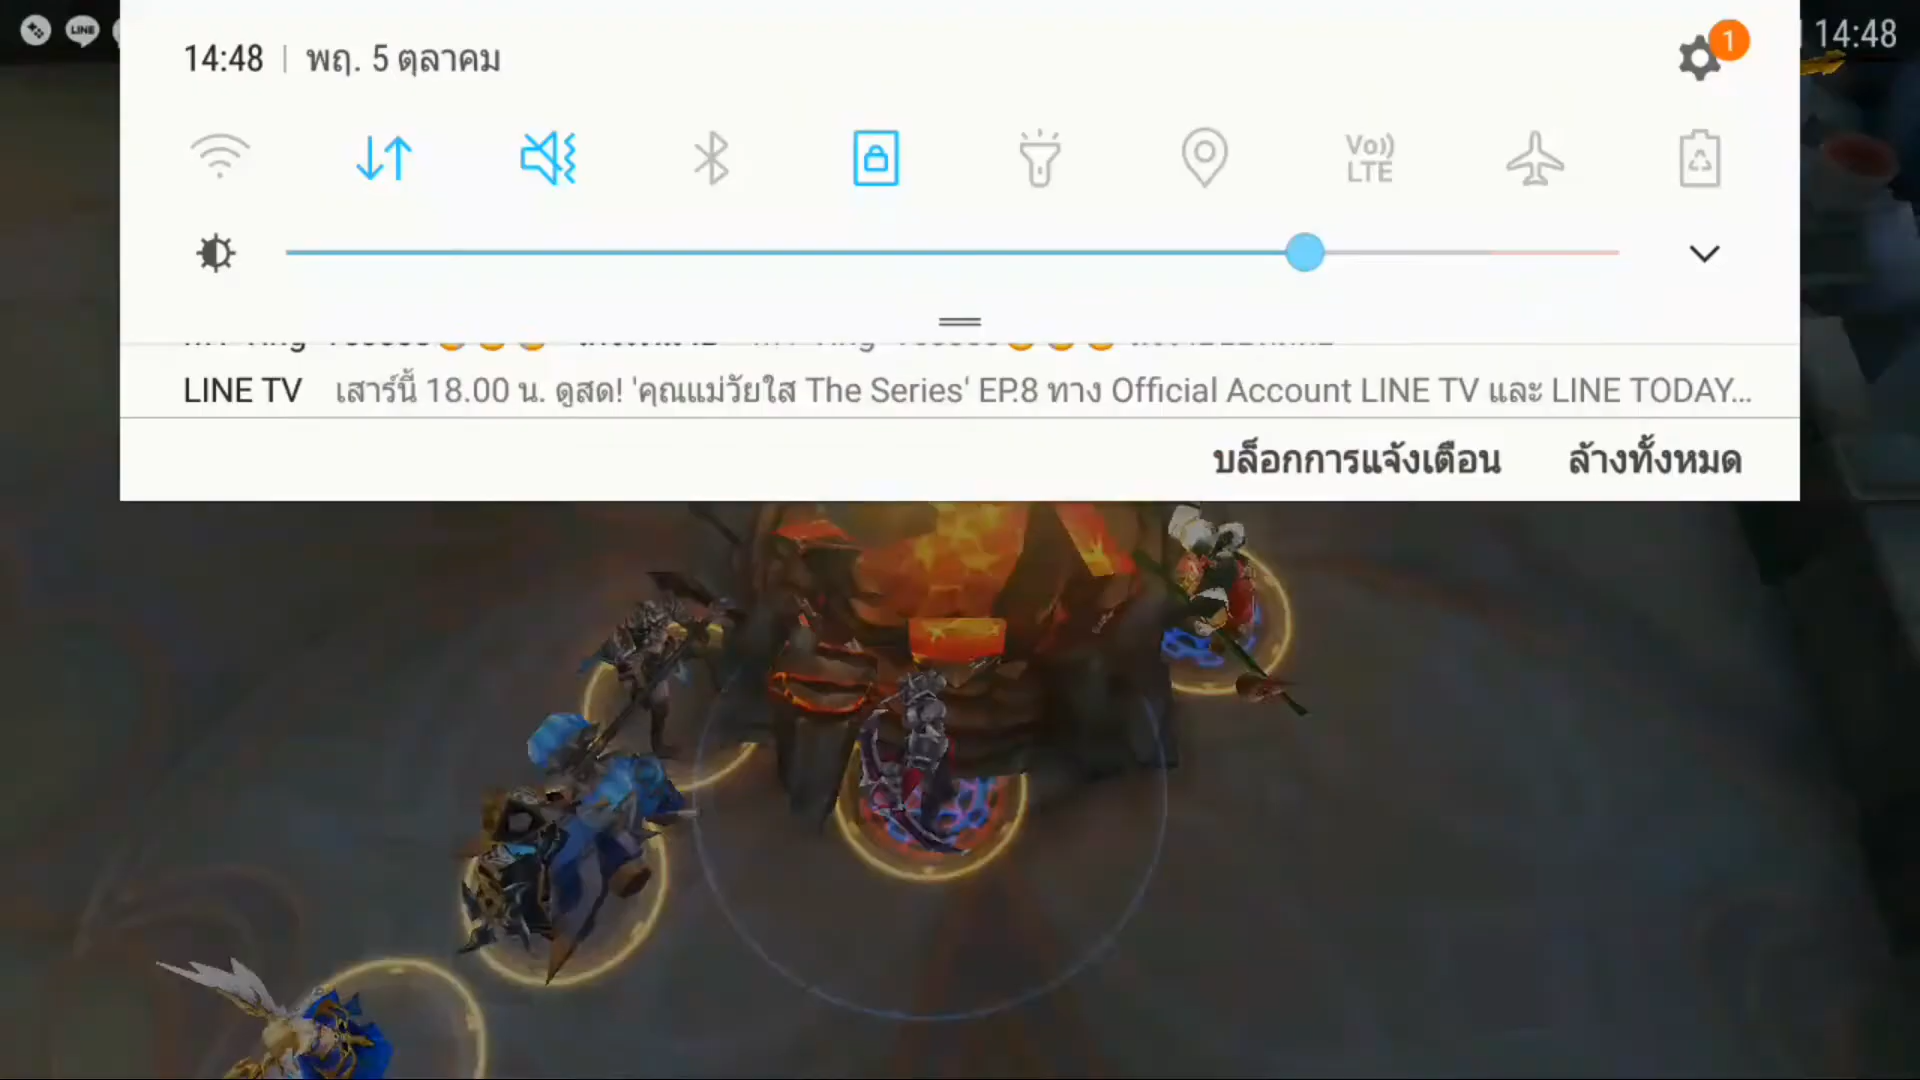 LINE
14:48 | พฤ. 5 ตุลาคม
1
14:48
Vo)) LTE
LINE TV เสาร์นี้ 18.00 น. ดูสด! 'คุณแม่วัยใส The Series' EP.8 ทาง Official Account LINE TV และ LINE TODAY...
บล็อกการแจ้งเตือน ล้างทั้งหมด